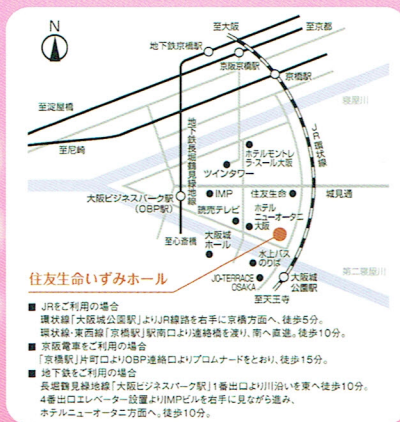 N
至大阪
至京都
地下鉄京橋駅
京阪京橋駅
京橋駅
至淀屋橋
至尼崎
寝屋川
JR環状線
地下鉄長堀鶴見緑地線
ホテルモントレ
ラ・スール大阪
ツインタワー
大阪ビジネスパーク駅
(OBP駅)
IMP
住友生命
城見通
読売テレビ
ホテル
ニューオータニ
大阪
至心斎橋
大阪城
ホール
水上バス
のりば
第二寝屋川
住友生命いずみホール
JO-TERRACE
OSAKA
大阪城
公園駅
至天王寺
■ JRをご利用の場合
環状線「大阪城公園駅」よりJR線路を右手に京橋方面へ、徒歩5分。
環状線・東西線「京橋駅」駅南口より連絡橋を渡り、南へ直進。徒歩10分。
■ 京阪電車をご利用の場合
「京橋駅」片町口よりOBP連絡口よりプロムナードをとおり、徒歩15分。
■ 地下鉄をご利用の場合
長堀鶴見緑地線「大阪ビジネスパーク駅」1番出口より川沿いを東へ徒歩10分。
4番出口エレベーター設置よりIMPビルを右手に見ながら進み、
ホテルニューオータニ方面へ。徒歩10分。